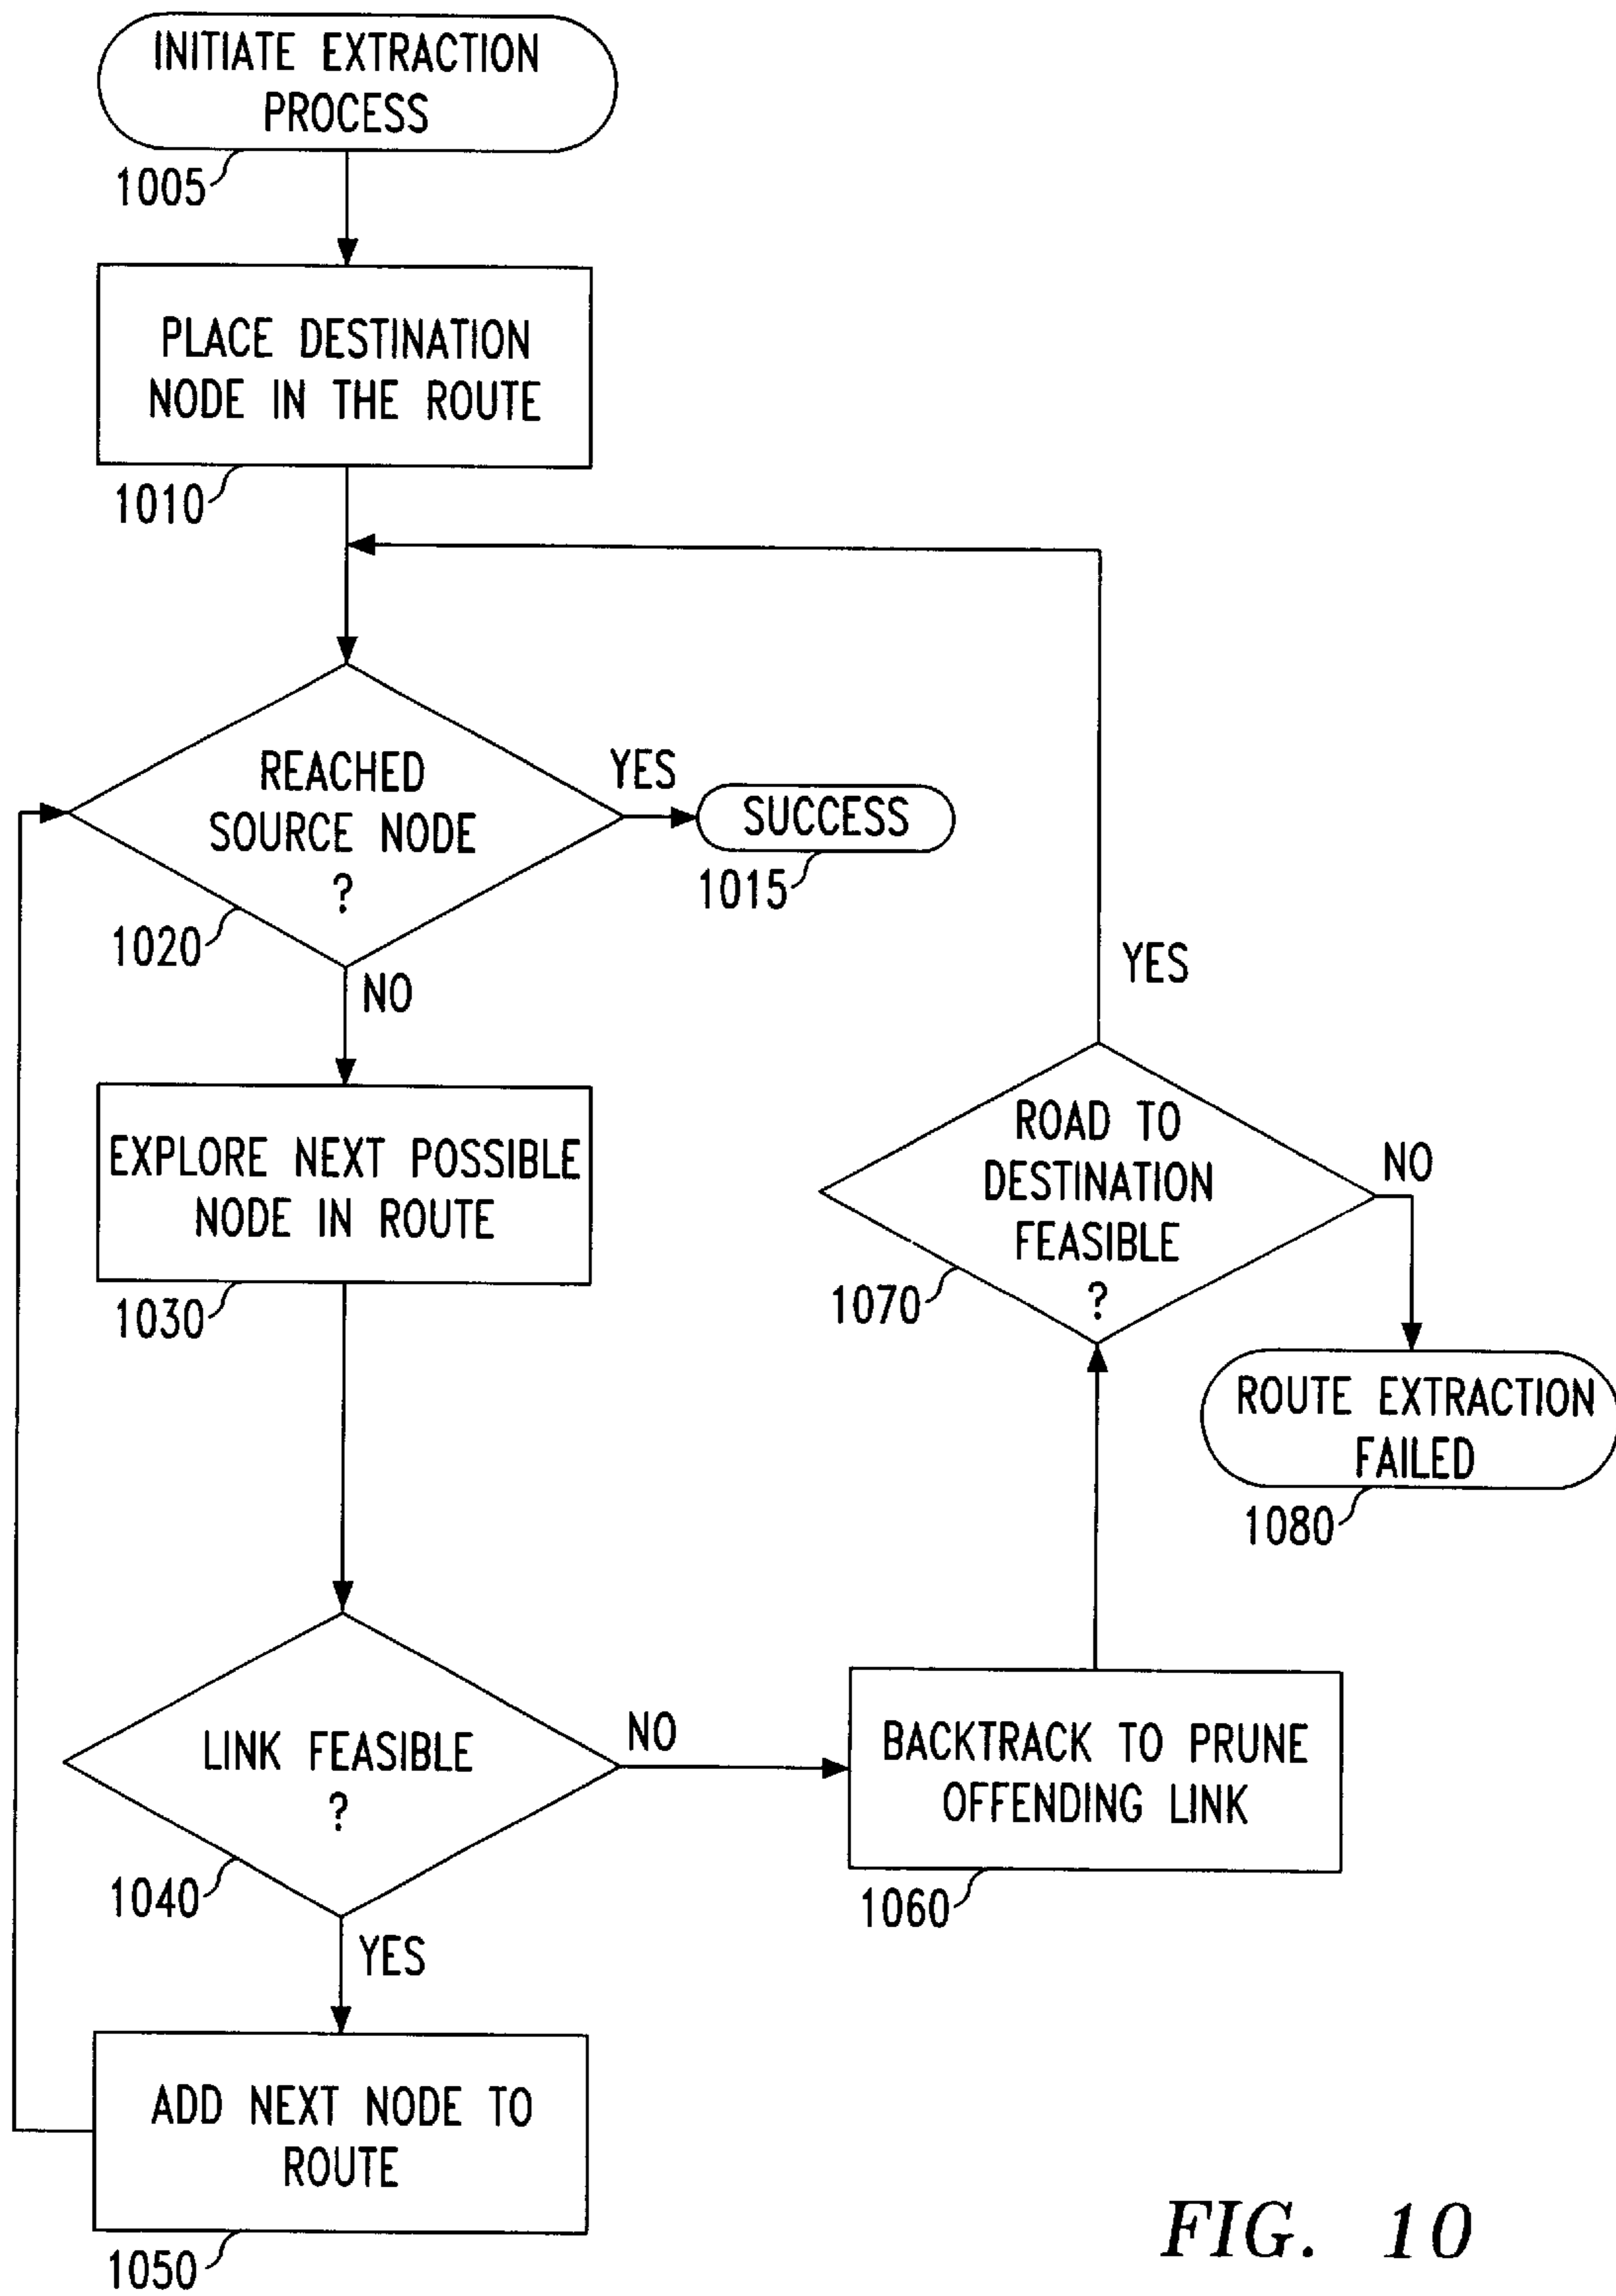 INITIATE EXTRACTION
PROCESS
1005
PLACE DESTINATION
NODE IN THE ROUTE
1010
REACHED
SOURCE NODE
?
1020
YES
SUCCESS
1015
NO
EXPLORE NEXT POSSIBLE
NODE IN ROUTE
1030
LINK FEASIBLE
?
1040
YES
ADD NEXT NODE TO
ROUTE
1050
NO
BACKTRACK TO PRUNE
OFFENDING LINK
1060
ROAD TO
DESTINATION
FEASIBLE
?
1070
YES
NO
ROUTE EXTRACTION
FAILED
1080
FIG. 10